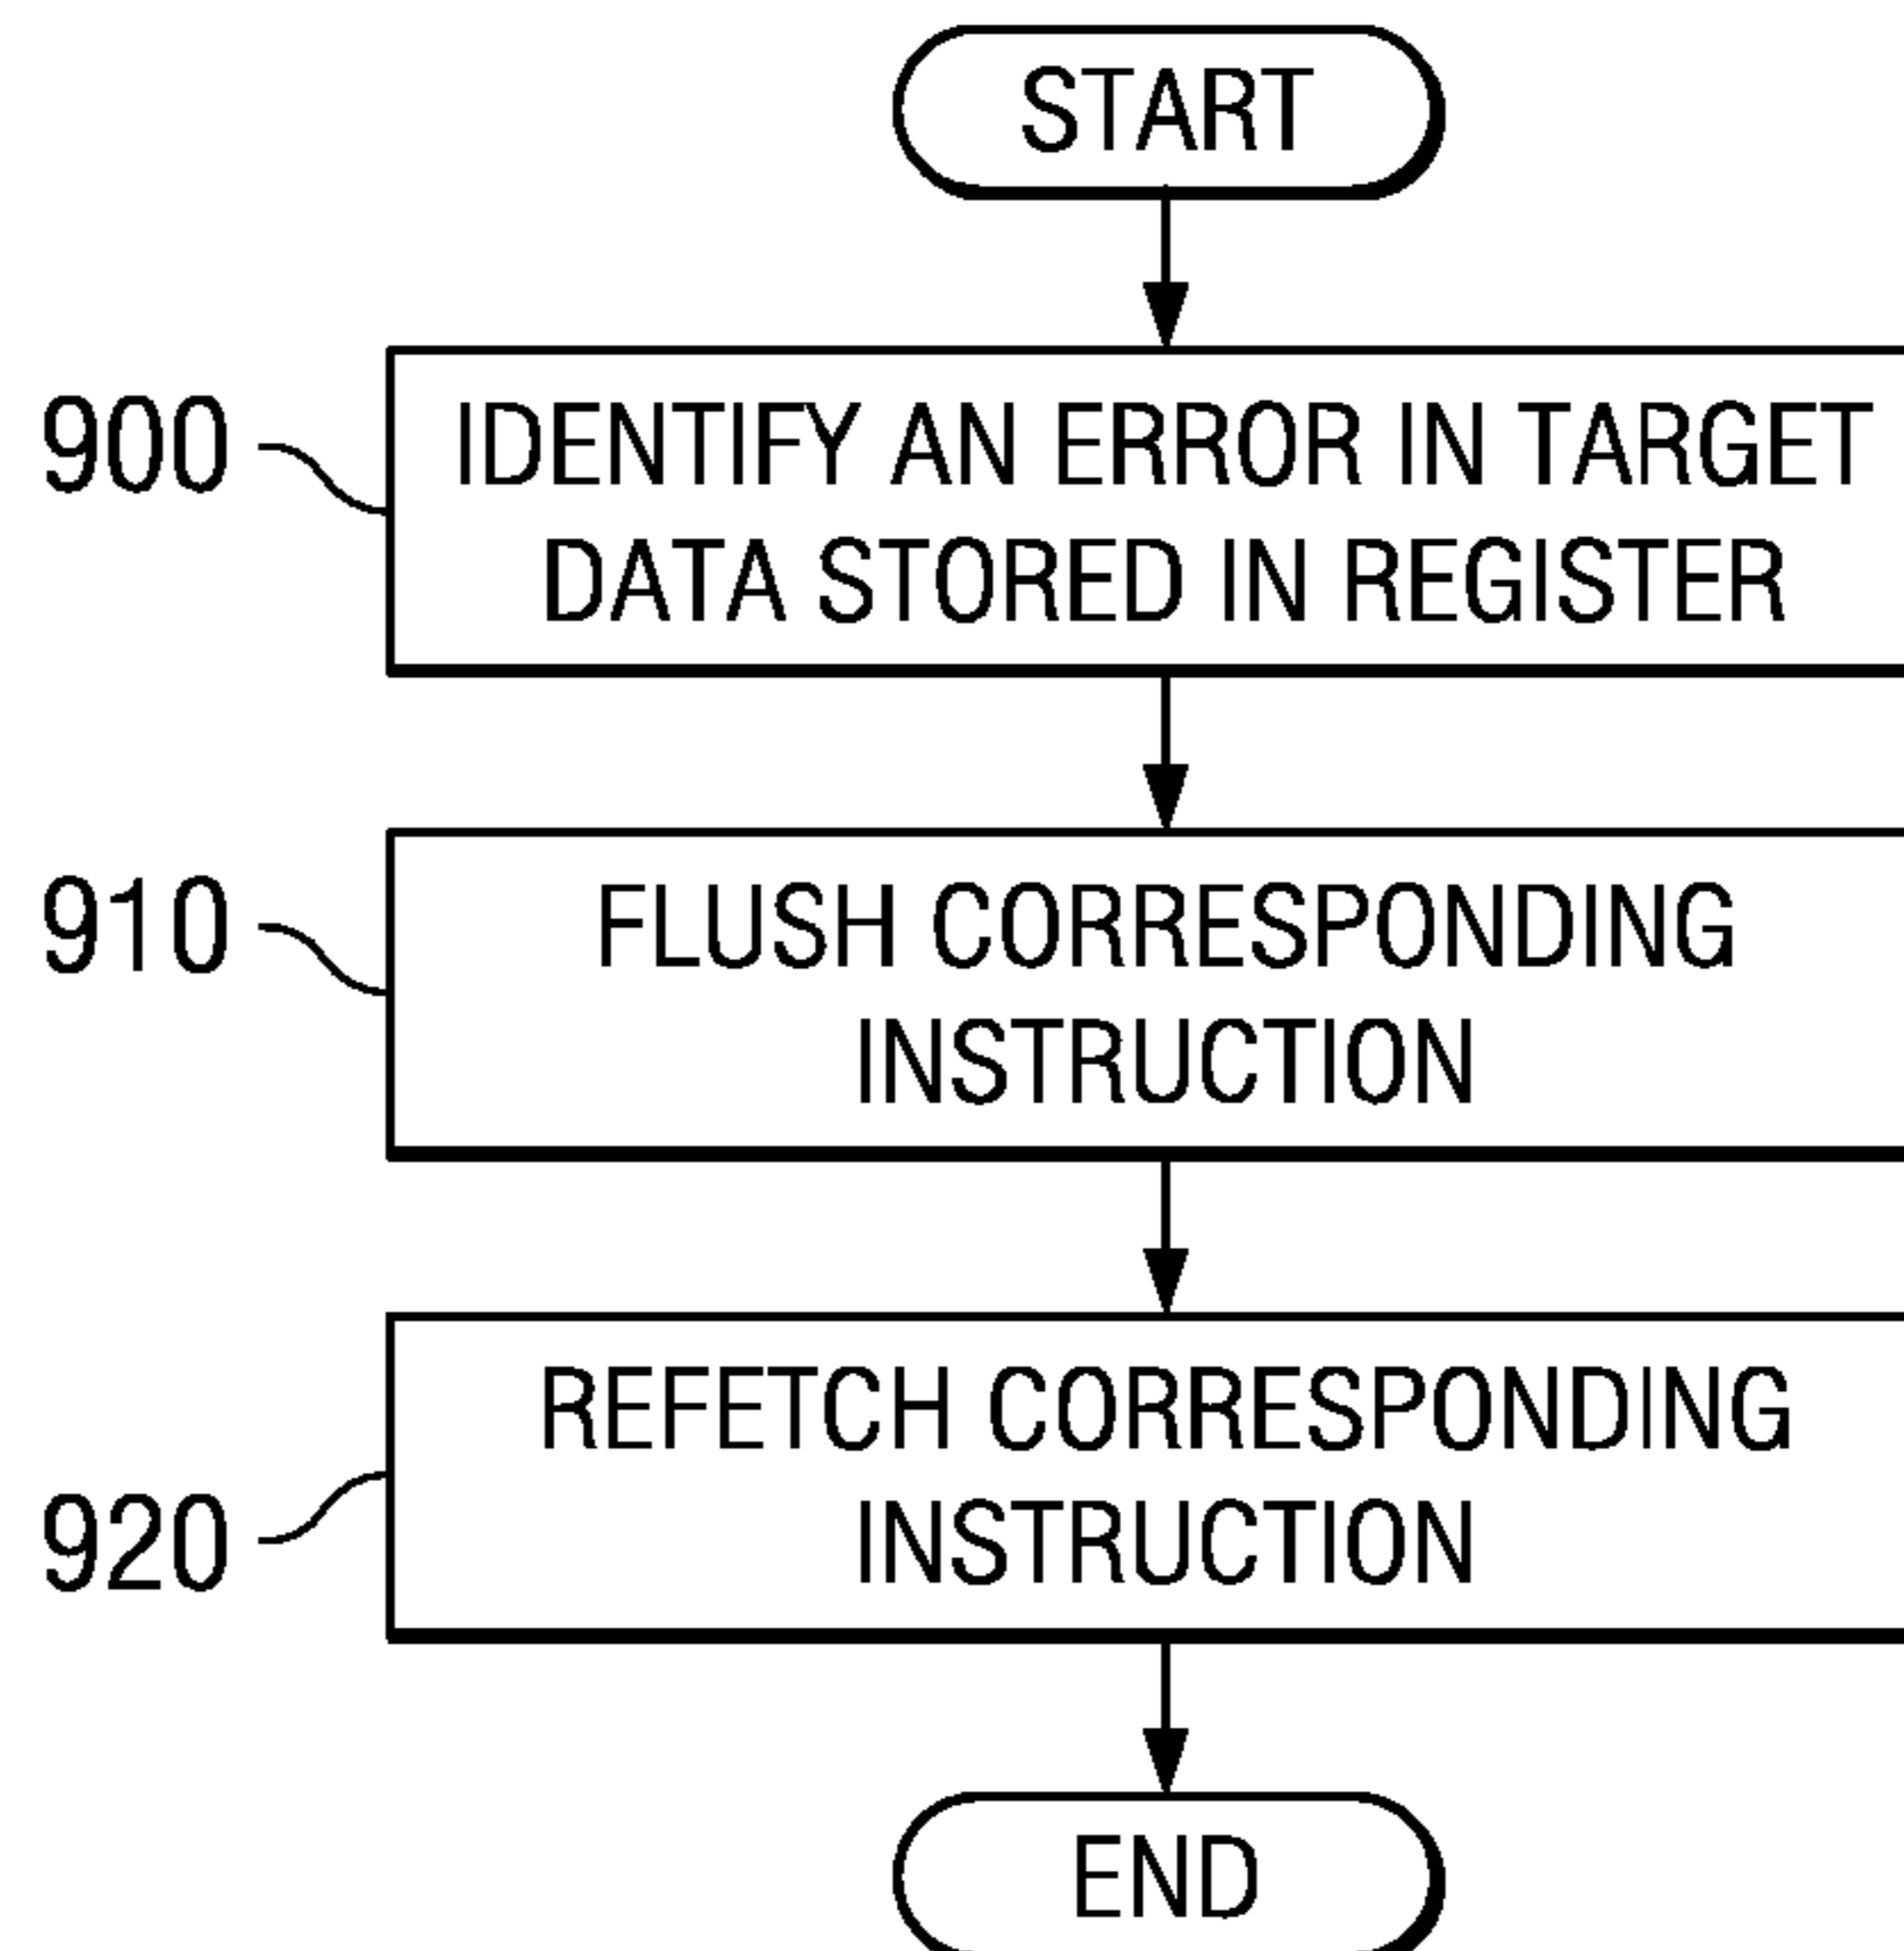 START
900
IDENTIFY AN ERROR IN TARGET
DATA STORED IN REGISTER
910
FLUSH CORRESPONDING
INSTRUCTION
REFETCH CORRESPONDING
INSTRUCTION
920
END